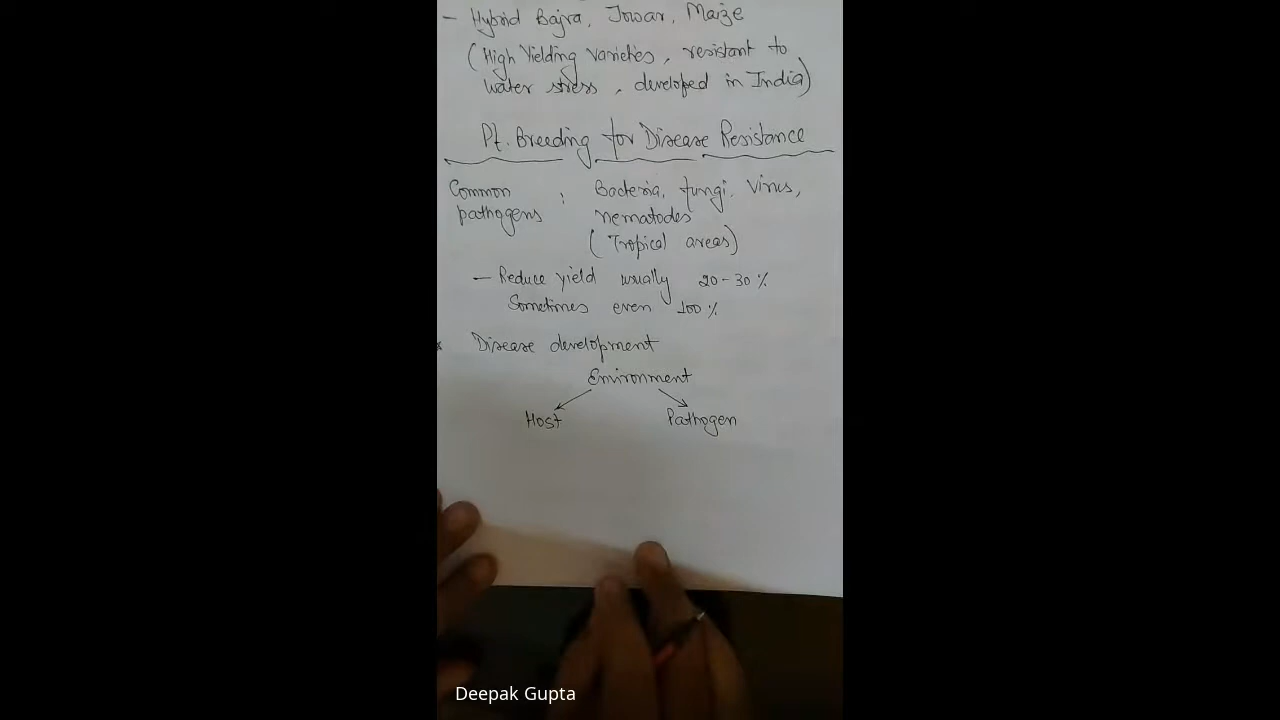 - Hybrid Bajra, Jowar, Maize
(High Yielding varieties, resistant to
water stress, developed in India)
Pt. Breeding for Disease Resistance
Common pathogens : Bacteria, fungi, Virus,
nematodes
(Tropical areas)
- Reduce yield usually 20-30%
Sometimes even 100%
* Disease development
Environment
Host Pathogen
Deepak Gupta